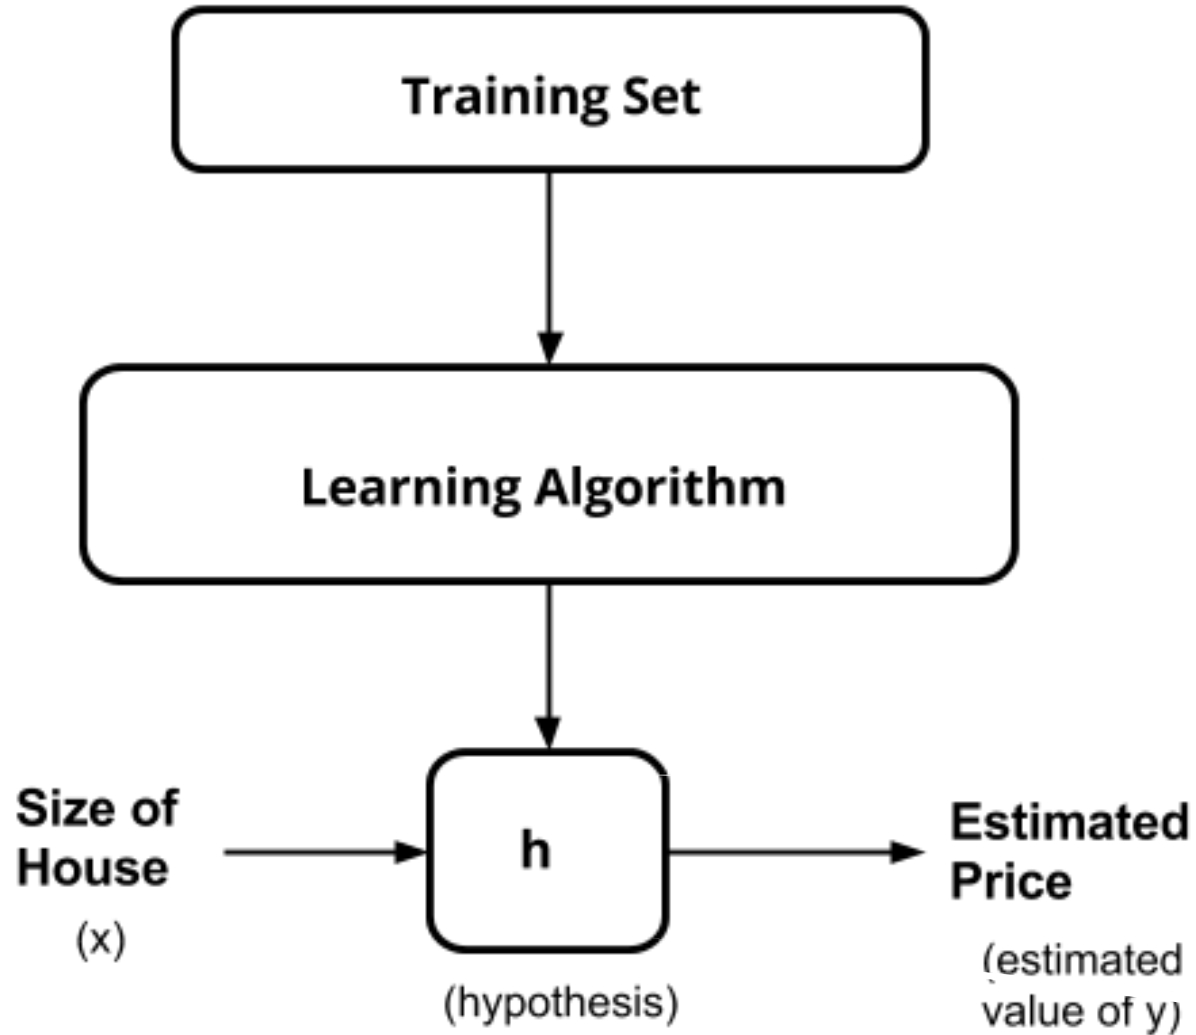 Training Set
Learning Algorithm
Size of
House
(x)
h
(hypothesis)
Estimated
Price
(estimated
value of y)